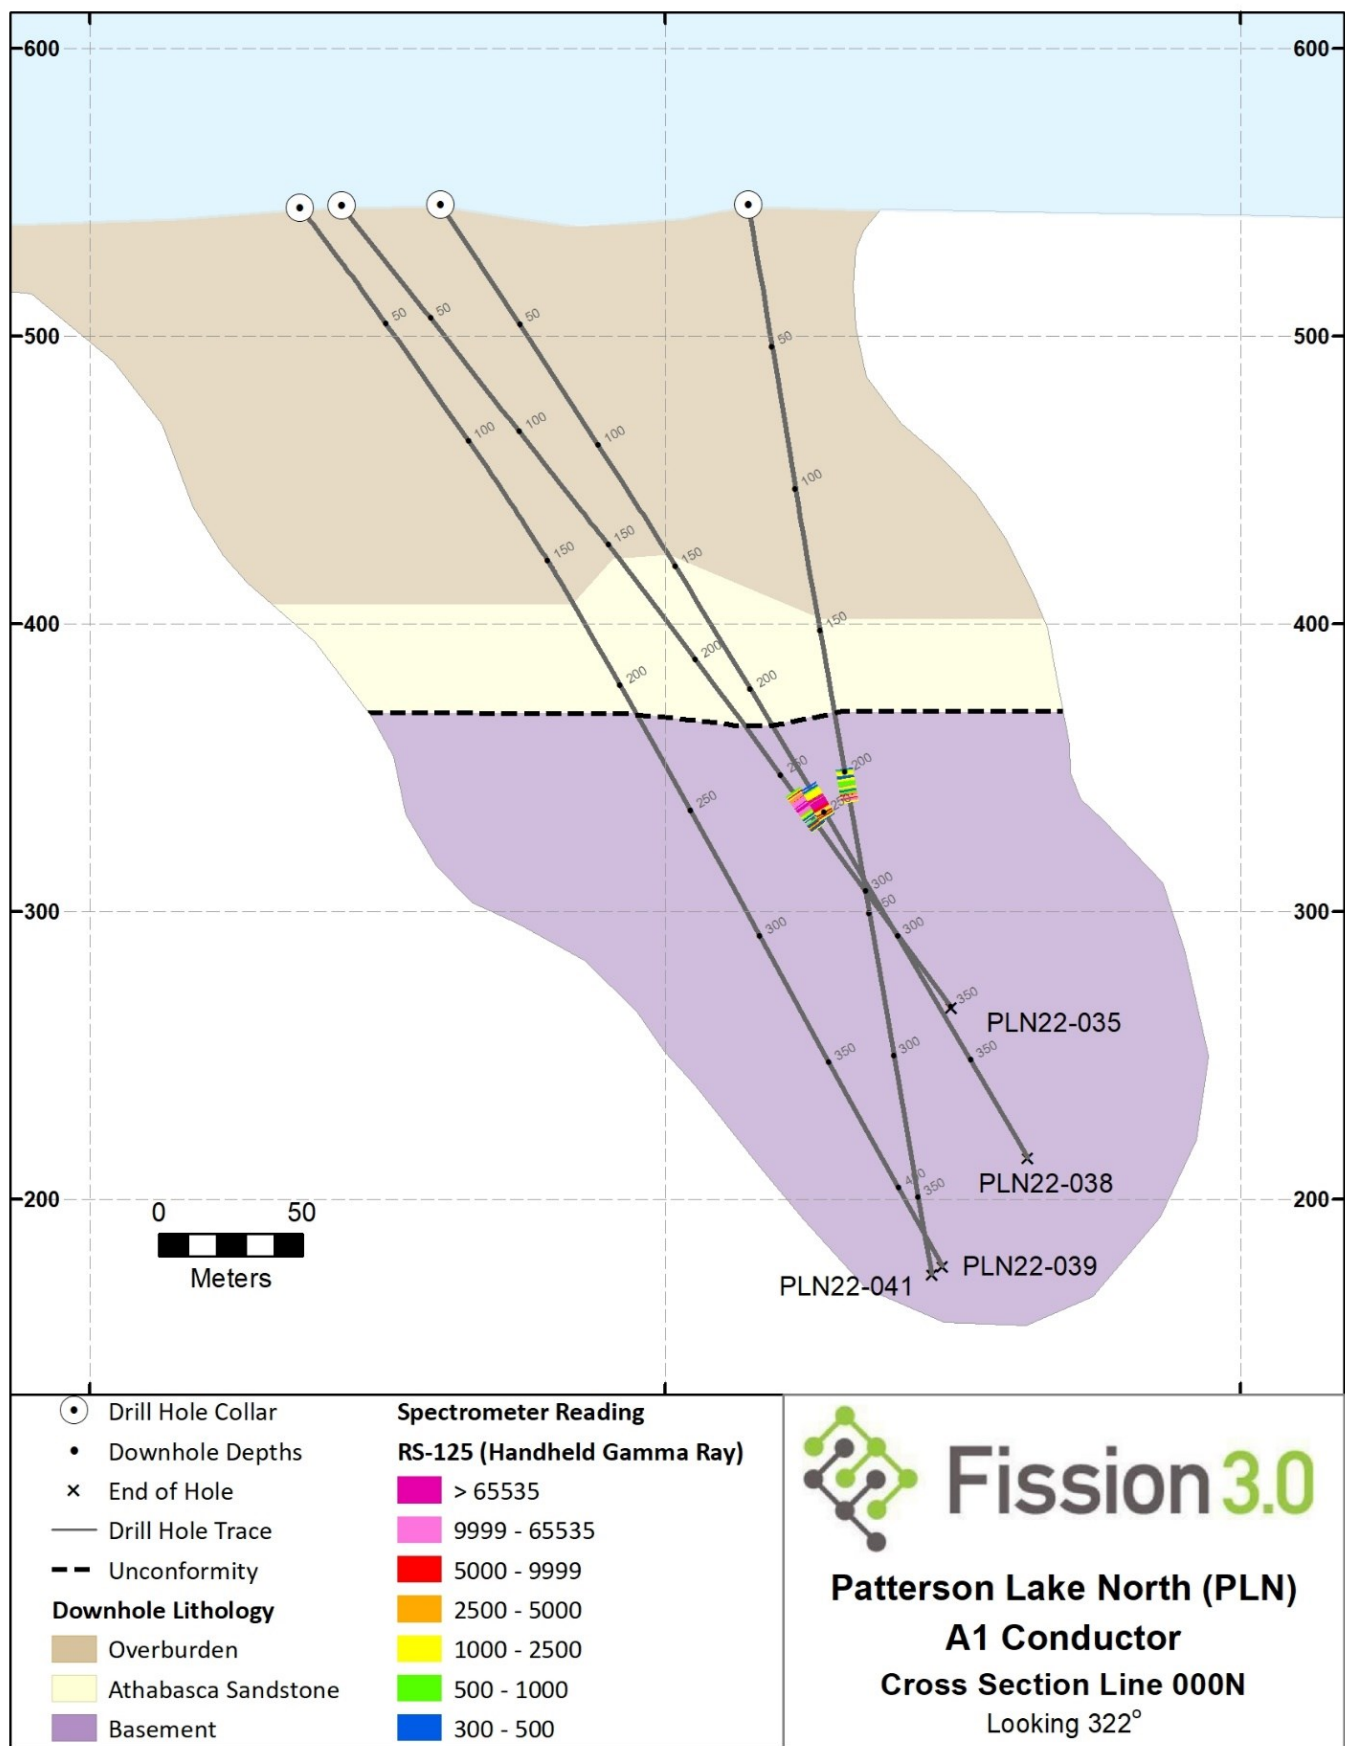 600 600
50 50 50 50
500 500
100 100 100 100
150 150 150 150
400 400
200 200 200
200
250
250
250
300
300 300
300
300
350
PLN22-035
300
350 350
PLN22-038
350
200 200
0 50
Meters
PLN22-039
PLN22-041
Drill Hole Collar
Downhole Depths
End of Hole
Drill Hole Trace
Unconformity
Downhole Lithology
Overburden
Athabasca Sandstone
Basement
Spectrometer Reading
RS-125 (Handheld Gamma Ray)
> 65535
9999 - 65535
5000 - 9999
2500 - 5000
1000 - 2500
500 - 1000
300 - 500
Fission 3.0
Patterson Lake North (PLN)
A1 Conductor
Cross Section Line 000N
Looking 322°